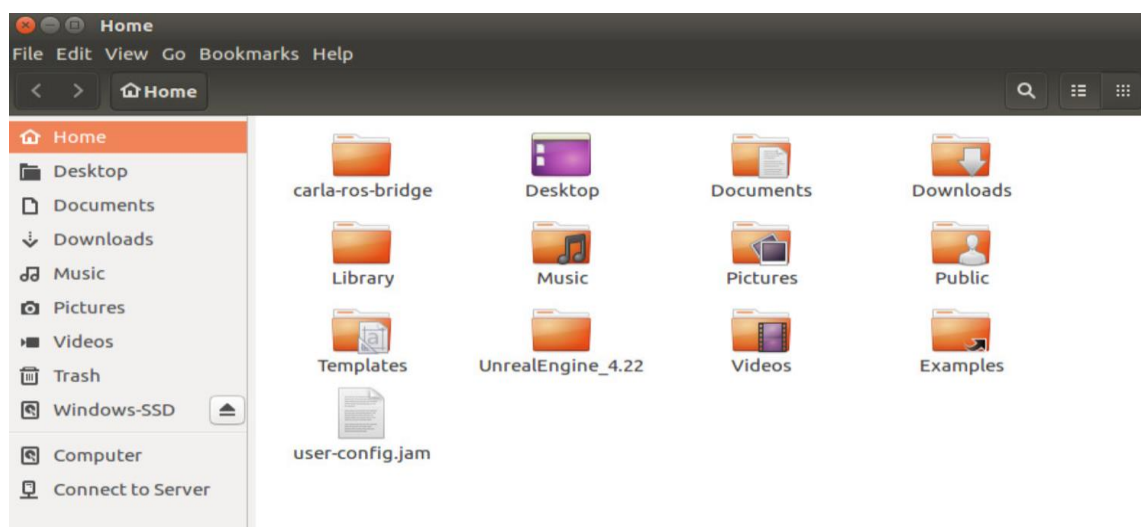 Home
File Edit View Go Bookmarks Help
Home
Home
Desktop
Documents
Downloads
Music
Pictures
Videos
Trash
Windows-SSD
Computer
Connect to Server
carla-ros-bridge Desktop Documents Downloads
Library Music Pictures Public
Templates UnrealEngine_4.22 Videos Examples
user-config.jam